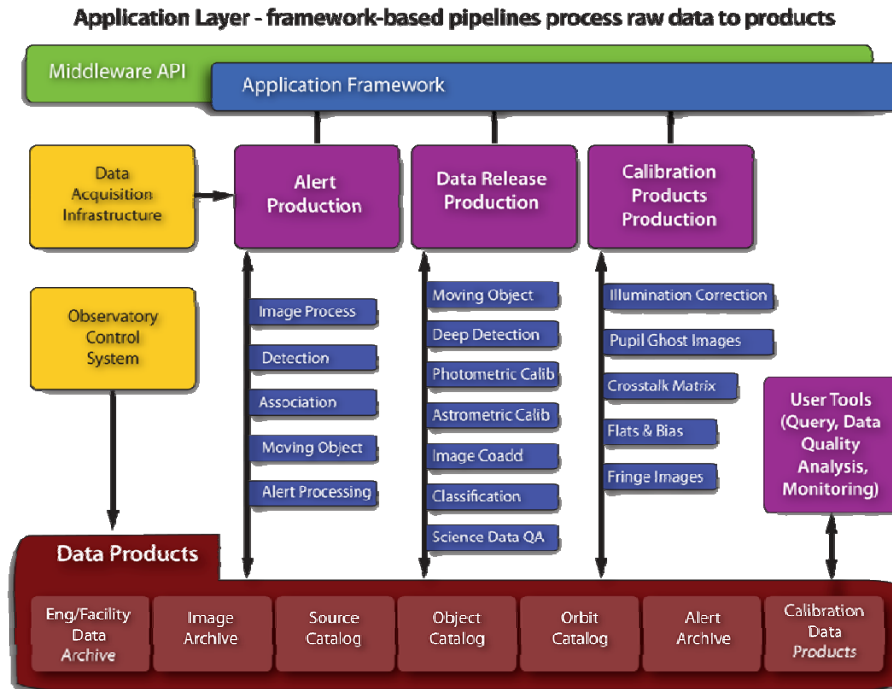 Application Layer - framework-based pipelines process raw data to products
Middleware API
Application Framework
Data
Acquisition
Infrastructure
Alert
Production
Data Release
Production
Calibration
Products
Production
Observatory
Control
System
Image Process
Detection
Association
Moving Object
Alert Processing
Moving Object
Deep Detection
Photometric Calib
Astrometric Calib
Image Coadd
Classification
Science Data QA
Illumination Correction
Pupil Ghost Images
Crosstalk Matrix
Flats & Bias
Fringe Images
User Tools
(Query, Data
Quality
Analysis,
Monitoring)
Data Products
Eng/Facility
Data
Archive
Image
Archive
Source
Catalog
Object
Catalog
Orbit
Catalog
Alert
Archive
Calibration
Data
Products